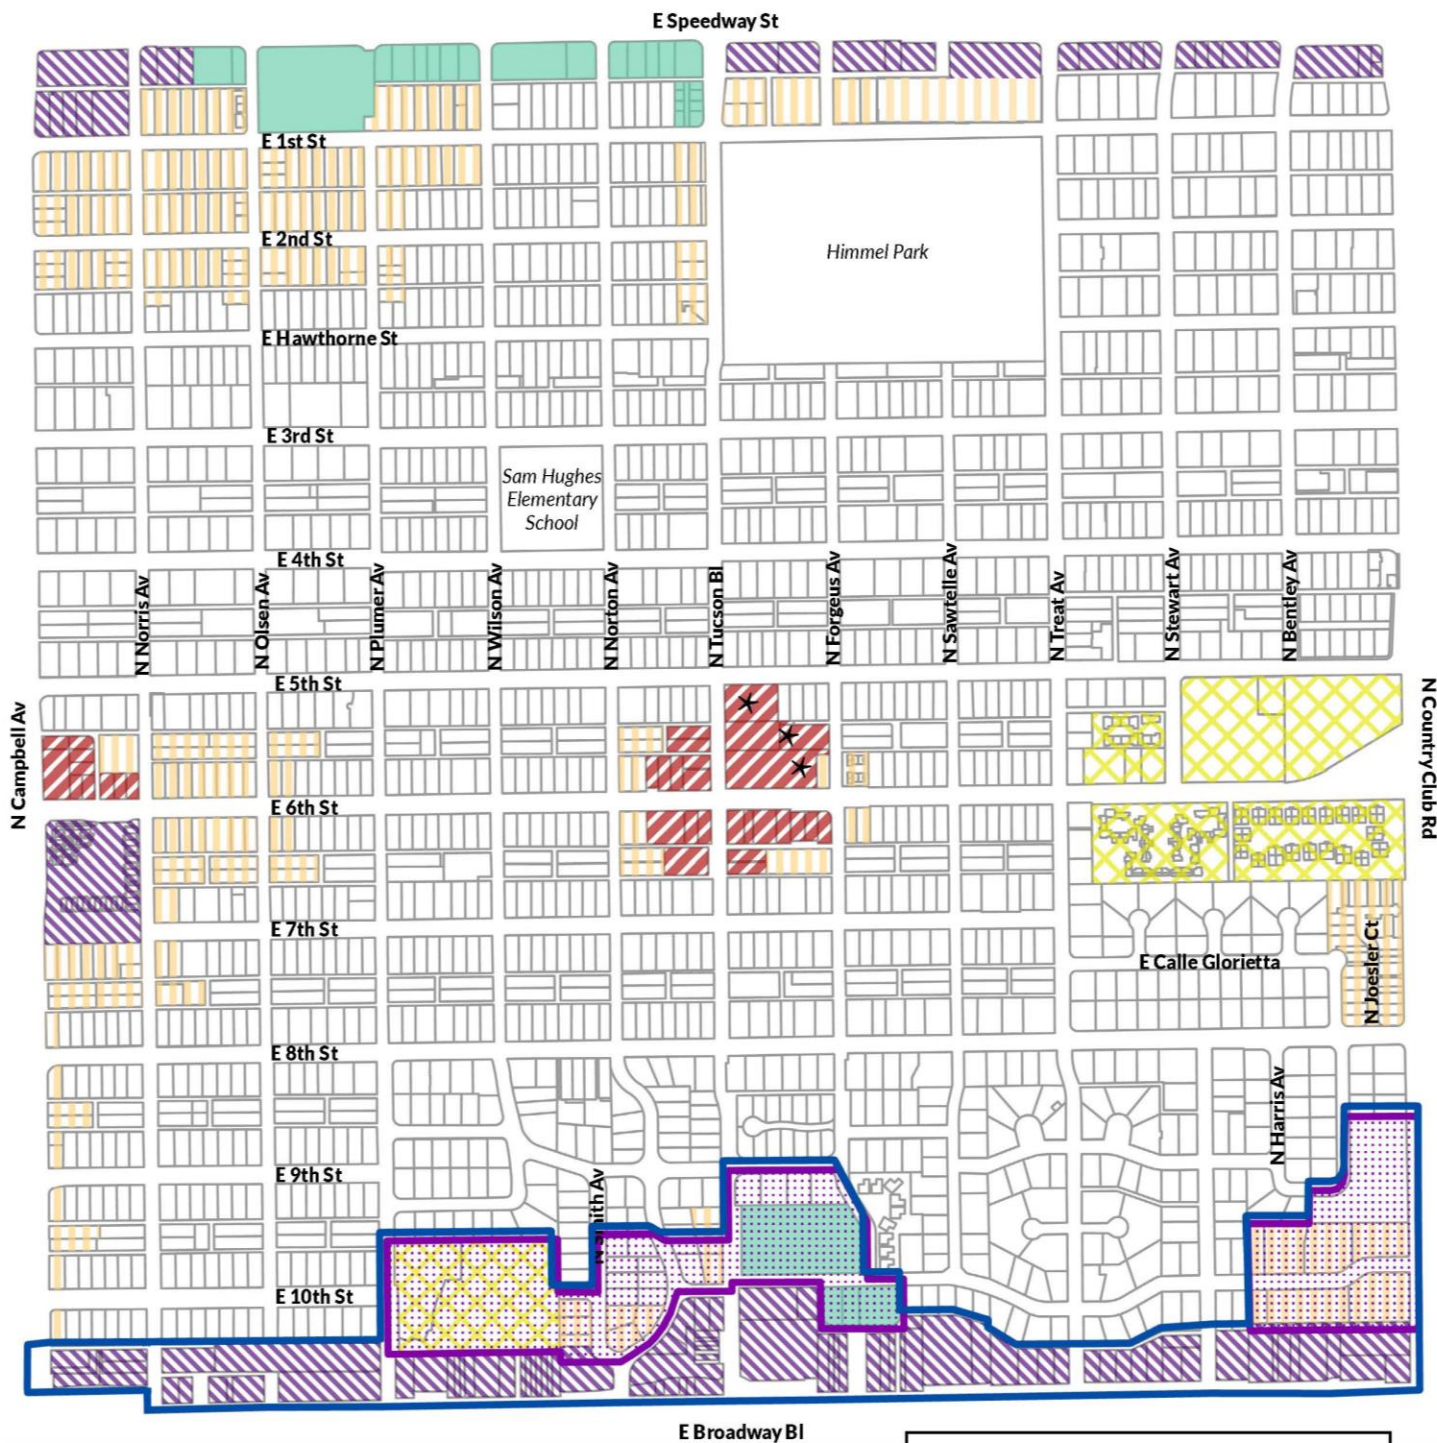 E Speedway St
E 1st St
E 2nd St
Himmel Park
E Hawthorne St
E 3rd St
Sam Hughes
Elementary
School
E 4th St
N Norris Av
N Olsen Av
N Plumer Av
N Wilson Av
N Norton Av
N Tucson Bl
N Forgeus Av
N Sawtelle Av
N Treat Av
N Stewart Av
N Bentley Av
E 5th St
N Campbell Av
N Country Club Rd
E 6th St
E 7th St
E Calle Glorietta
N Joesler Ct
E 8th St
N Harris Av
E 9th St
N Smith Av
E 10th St
E Broadway Bl